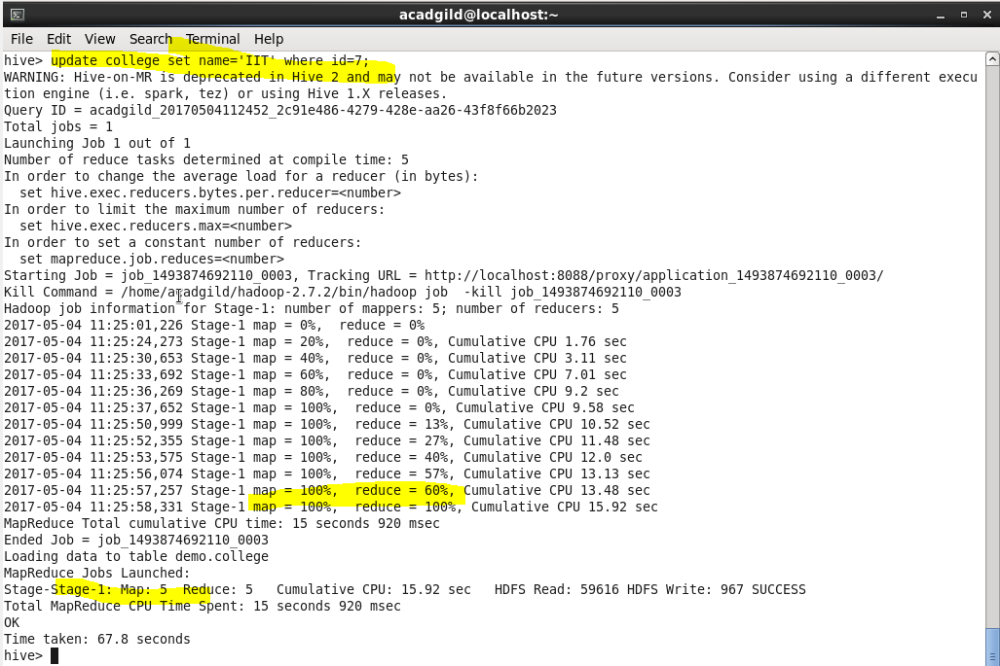 acadgild@localhost:~
File Edit View Search Terminal Help
hive> update college set name='IIT' where id=7;
WARNING: Hive-on-MR is deprecated in Hive 2 and may not be available in the future versions. Consider using a different execu
tion engine (i.e. spark, tez) or using Hive 1.X releases.
Query ID = acadgild_20170504112452_2c91e486-4279-428e-aa26-43f8f66b2023
Total jobs = 1
Launching Job 1 out of 1
Number of reduce tasks determined at compile time: 5
In order to change the average load for a reducer (in bytes):
  set hive.exec.reducers.bytes.per.reducer=<number>
In order to limit the maximum number of reducers:
  set hive.exec.reducers.max=<number>
In order to set a constant number of reducers:
  set mapreduce.job.reduces=<number>
Starting Job = job_1493874692110_0003, Tracking URL = http://localhost:8088/proxy/application_1493874692110_0003/
Kill Command = /home/acadgild/hadoop-2.7.2/bin/hadoop job  -kill job_1493874692110_0003
Hadoop job information for Stage-1: number of mappers: 5; number of reducers: 5
2017-05-04 11:25:01,226 Stage-1 map = 0%,  reduce = 0%
2017-05-04 11:25:24,273 Stage-1 map = 20%,  reduce = 0%, Cumulative CPU 1.76 sec
2017-05-04 11:25:30,653 Stage-1 map = 40%,  reduce = 0%, Cumulative CPU 3.11 sec
2017-05-04 11:25:33,692 Stage-1 map = 60%,  reduce = 0%, Cumulative CPU 7.01 sec
2017-05-04 11:25:36,269 Stage-1 map = 80%,  reduce = 0%, Cumulative CPU 9.2 sec
2017-05-04 11:25:37,652 Stage-1 map = 100%,  reduce = 0%, Cumulative CPU 9.58 sec
2017-05-04 11:25:50,999 Stage-1 map = 100%,  reduce = 13%, Cumulative CPU 10.52 sec
2017-05-04 11:25:52,355 Stage-1 map = 100%,  reduce = 27%, Cumulative CPU 11.48 sec
2017-05-04 11:25:53,575 Stage-1 map = 100%,  reduce = 40%, Cumulative CPU 12.0 sec
2017-05-04 11:25:56,074 Stage-1 map = 100%,  reduce = 57%, Cumulative CPU 13.13 sec
2017-05-04 11:25:57,257 Stage-1 map = 100%,  reduce = 60%, Cumulative CPU 13.48 sec
2017-05-04 11:25:58,331 Stage-1 map = 100%,  reduce = 100%, Cumulative CPU 15.92 sec
MapReduce Total cumulative CPU time: 15 seconds 920 msec
Ended Job = job_1493874692110_0003
Loading data to table demo.college
MapReduce Jobs Launched:
Stage-Stage-1: Map: 5  Reduce: 5   Cumulative CPU: 15.92 sec   HDFS Read: 59616 HDFS Write: 967 SUCCESS
Total MapReduce CPU Time Spent: 15 seconds 920 msec
OK
Time taken: 67.8 seconds
hive>